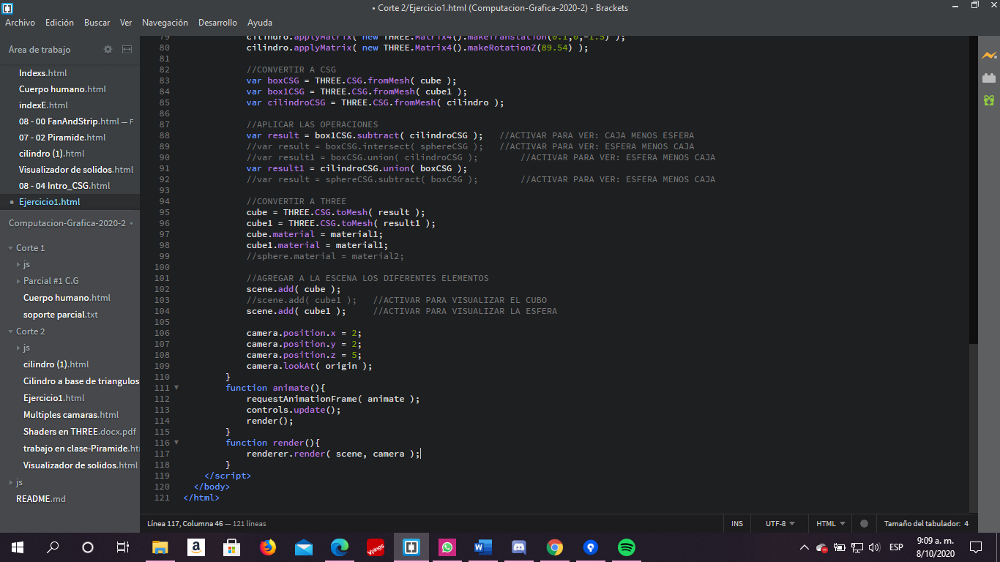 • Corte 2/Ejercicio1.html (Computacion-Grafica-2020-2) - Brackets
Archivo Edición Buscar Ver Navegación Desarrollo Ayuda
Área de trabajo
Indexs.html
Cuerpo humano.html
indexE.html
08 - 00 FanAndStrip.html — F
07 - 02 Piramide.html
cilindro (1).html
Visualizador de solidos.html
08 - 04 Intro_CSG.html
Ejercicio1.html
Computacion-Grafica-2020-2
Corte 1
js
Parcial #1 C.G
Cuerpo humano.html
soporte parcial.txt
Corte 2
js
cilindro (1).html
Cilindro a base de triangulos
Ejercicio1.html
Multiples camaras.html
Shaders en THREE.docx.pdf
trabajo en clase-Piramide.ht
Visualizador de solidos.html
js
README.md
79 cilindro.applyMatrix( new THREE.Matrix4().makeTranslation(0.1,0,-1.5) );
80 cilindro.applyMatrix( new THREE.Matrix4().makeRotationZ(89.54) );
81
82 //CONVERTIR A CSG
83 var boxCSG = THREE.CSG.fromMesh( cube );
84 var box1CSG = THREE.CSG.fromMesh( cube1 );
85 var cilindroCSG = THREE.CSG.fromMesh( cilindro );
86
87 //APLICAR LAS OPERACIONES
88 var result = box1CSG.subtract( cilindroCSG ); //ACTIVAR PARA VER: CAJA MENOS ESFERA
89 //var result = boxCSG.intersect( sphereCSG ); //ACTIVAR PARA VER: ESFERA MENOS CAJA
90 //var result1 = boxCSG.union( cilindroCSG ); //ACTIVAR PARA VER: ESFERA MENOS CAJA
91 var result1 = cilindroCSG.union( boxCSG );
92 //var result = sphereCSG.subtract( boxCSG ); //ACTIVAR PARA VER: ESFERA MENOS CAJA
93
94 //CONVERTIR A THREE
95 cube = THREE.CSG.toMesh( result );
96 cube1 = THREE.CSG.toMesh( result1 );
97 cube.material = material1;
98 cube1.material = material1;
99 //sphere.material = material2;
100
101 //AGREGAR A LA ESCENA LOS DIFERENTES ELEMENTOS
102 scene.add( cube );
103 //scene.add( cube1 ); //ACTIVAR PARA VISUALIZAR EL CUBO
104 scene.add( cube1 ); //ACTIVAR PARA VISUALIZAR LA ESFERA
105
106 camera.position.x = 2;
107 camera.position.y = 2;
108 camera.position.z = 5;
109 camera.lookAt( origin );
110 }
111 function animate(){
112 requestAnimationFrame( animate );
113 controls.update();
114 render();
115 }
116 function render(){
117 renderer.render( scene, camera );
118 }
119 </script>
120 </body>
121 </html>
Línea 117, Columna 46 — 121 líneas
INS UTF-8 HTML Tamaño del tabulador: 4
ESP
9:09 a. m.
8/10/2020